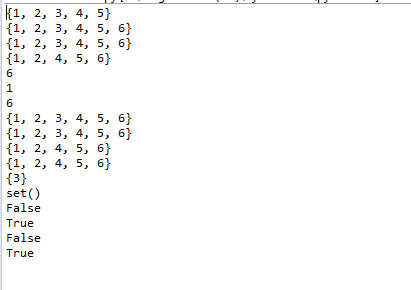 {1, 2, 3, 4, 5}
{1, 2, 3, 4, 5, 6}
{1, 2, 3, 4, 5, 6}
{1, 2, 4, 5, 6}
6
1
6
{1, 2, 3, 4, 5, 6}
{1, 2, 3, 4, 5, 6}
{1, 2, 4, 5, 6}
{1, 2, 4, 5, 6}
{3}
set()
False
True
False
True